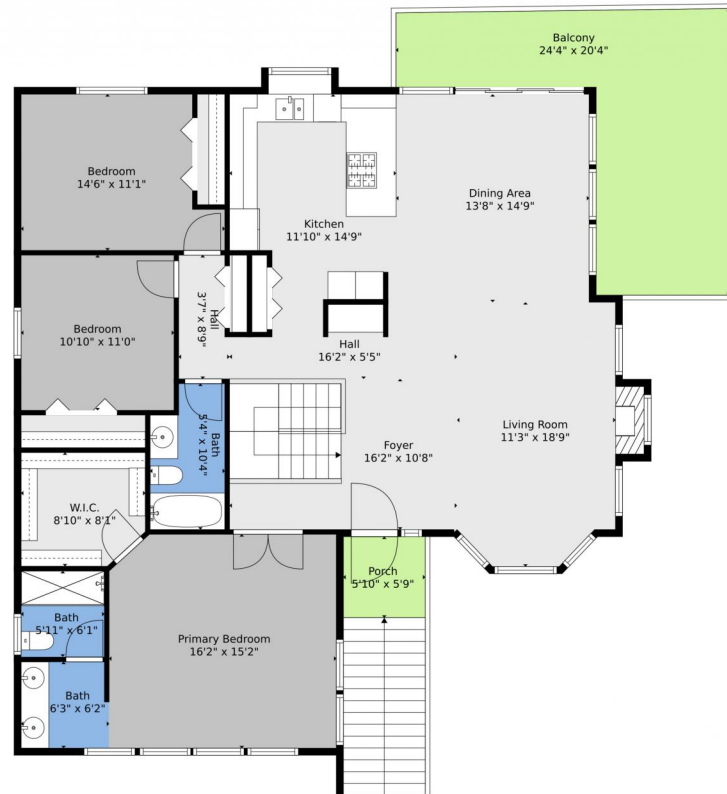 Balcony
24'4" x 20'4"
Bedroom
14'6" x 11'1"
Dining Area
13'8" x 14'9"
Kitchen
11'10" x 14'9"
Hall
3'7" x 8'9"
Bedroom
10'10" x 11'0"
Hall
16'2" x 5'5"
Bath
5'4" x 10'4"
Living Room
11'3" x 18'9"
Foyer
16'2" x 10'8"
W.I.C.
8'10" x 8'1"
Porch
5'10" x 5'9"
Bath
5'11" x 6'1"
Primary Bedroom
16'2" x 15'2"
Bath
6'3" x 6'2"